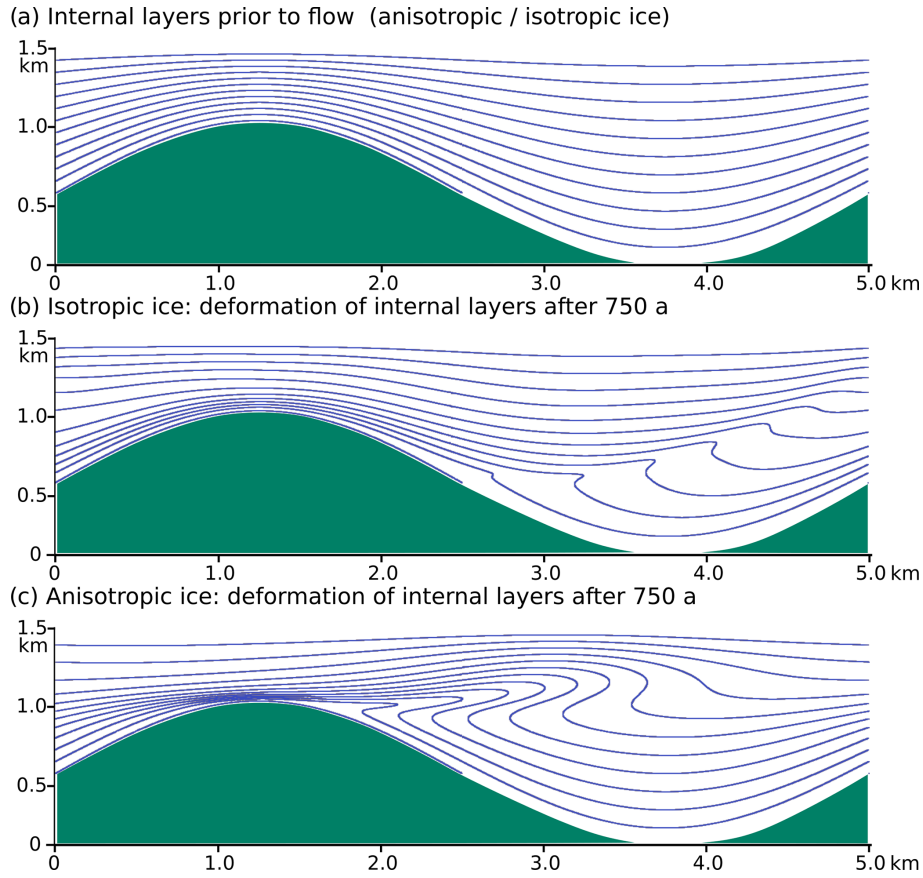 (a) Internal layers prior to flow (anisotropic / isotropic ice)
1.5
km
1.0
0.5
0
0 1.0 2.0 3.0 4.0 5.0 km
(b) Isotropic ice: deformation of internal layers after 750 a
1.5
km
1.0
0.5
0
0 1.0 2.0 3.0 4.0 5.0 km
(c) Anisotropic ice: deformation of internal layers after 750 a
1.5
km
1.0
0.5
0
0 1.0 2.0 3.0 4.0 5.0 km